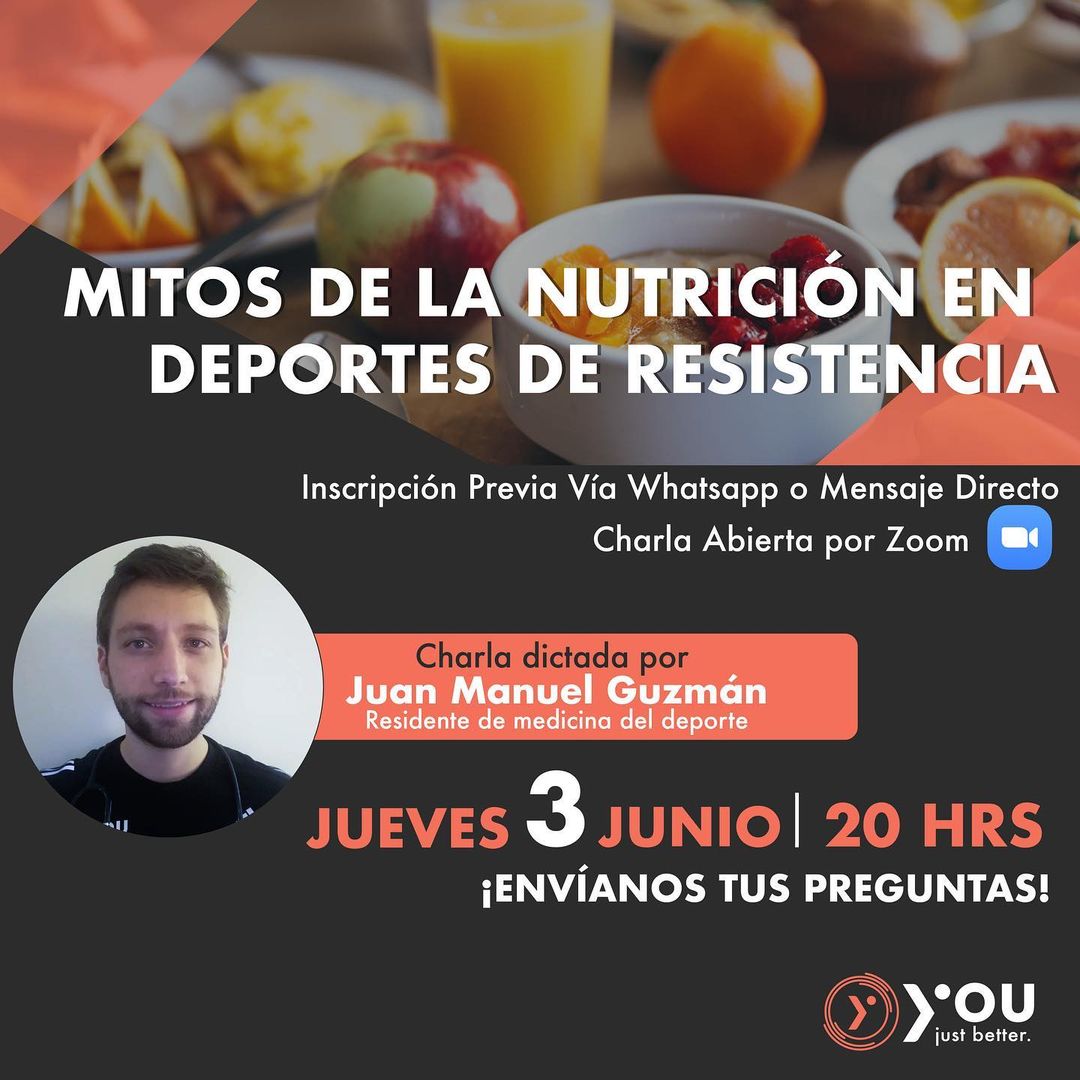 MITOS DE LA NUTRICIÓN EN
DEPORTES DE RESISTENCIA
Inscripción Previa Vía Whatsapp o Mensaje Directo
Charla Abierta por Zoom
Charla dictada por
Juan Manuel Guzmán
Residente de medicina del deporte
JUEVES 3 JUNIO | 20 HRS
¡ENVÍANOS TUS PREGUNTAS!
YOU
just better.